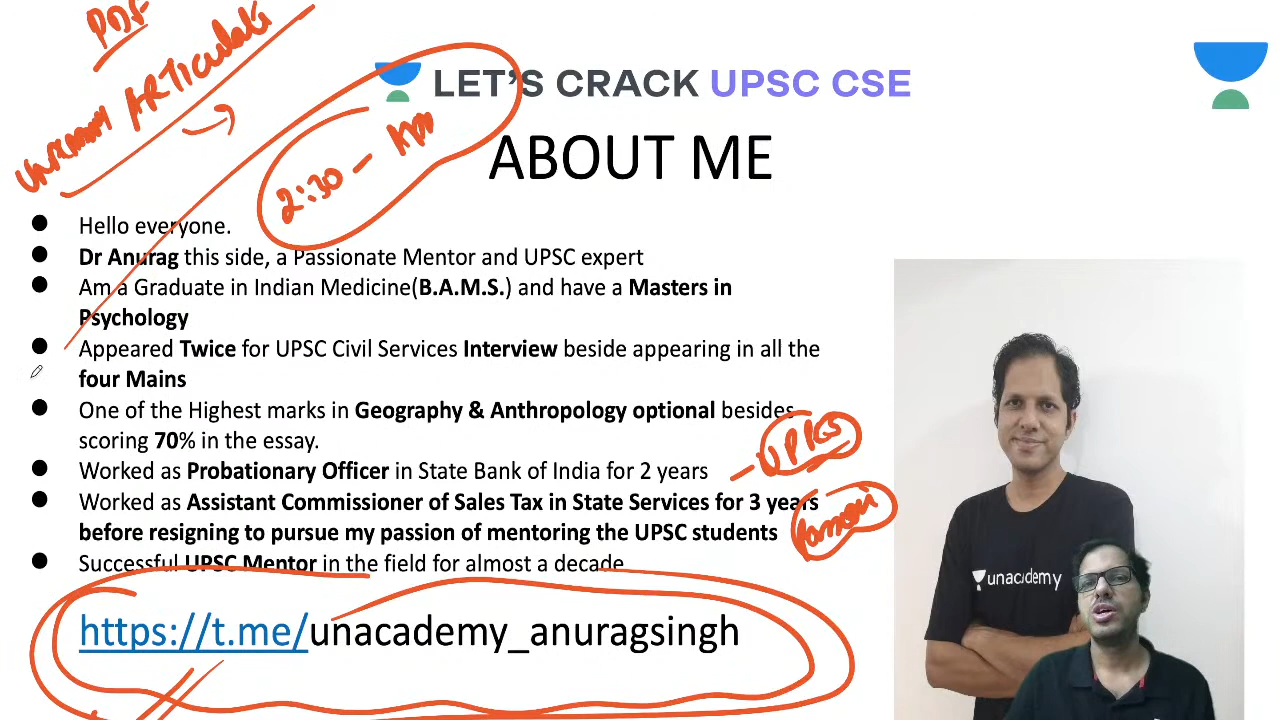 PDF
ARTiculate
LET'S CRACK UPSC CSE
2:30 -
ABOUT ME
Hello everyone.
Dr Anurag this side, a Passionate Mentor and UPSC expert
Am a Graduate in Indian Medicine(B.A.M.S.) and have a Masters in
Psychology
Appeared Twice for UPSC Civil Services Interview beside appearing in all the
four Mains
One of the Highest marks in Geography & Anthropology optional besides
scoring 70% in the essay.
Worked as Probationary Officer in State Bank of India for 2 years
Worked as Assistant Commissioner of Sales Tax in State Services for 3 years
before resigning to pursue my passion of mentoring the UPSC students
Successful UPSC Mentor in the field for almost a decade
https://t.me/unacademy_anuragsingh
unacademy